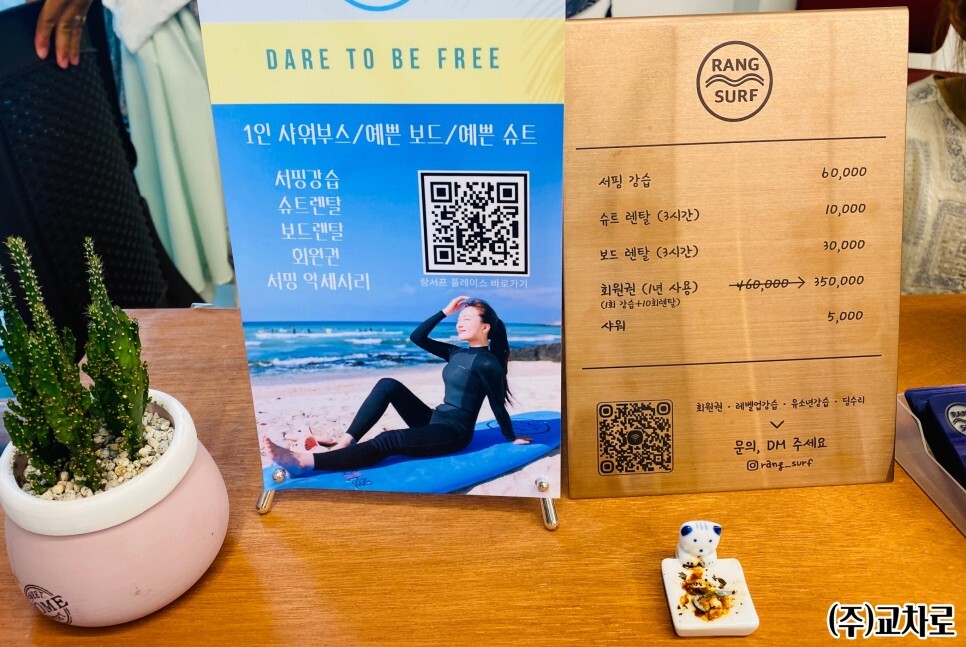 DARE TO BE FREE
1인 샤워부스/예쁜 보드/예쁜 슈트
서핑강습
슈트렌탈
보드렌탈
회원권
서핑 악세사리
랑서프 플레이스 바로가기
RANG
SURF
서핑 강습 60,000
슈트 렌탈 (3시간) 10,000
보드 렌탈 (3시간) 30,000
회원권 (1년 사용) 460,000 → 350,000
(1회 강습+10회렌탈)
샤워 5,000
회원권 · 레벨업강습 · 유소년강습 · 딩수리
문의, DM 주세요
rang_surf
(주)교차로